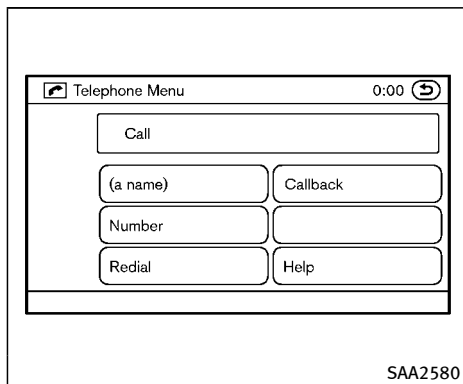 Telephone Menu 0:00
Call
(a name) Callback
Number
Redial Help
SAA2580